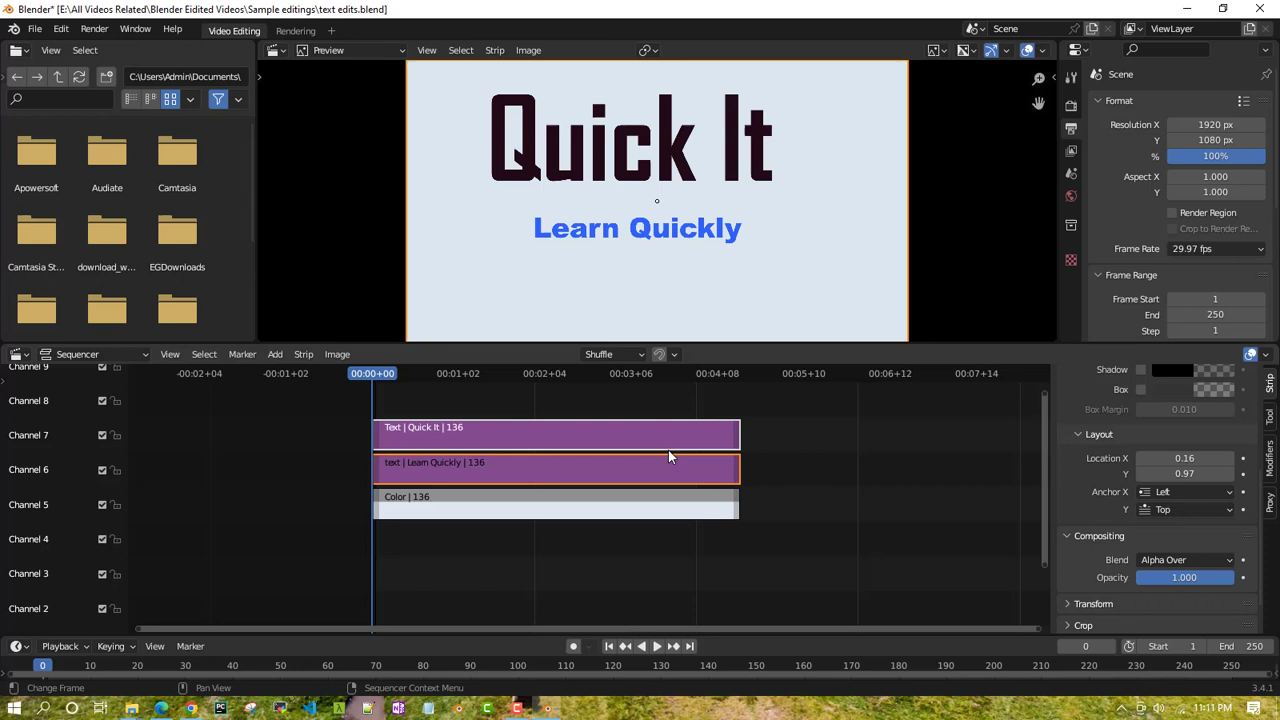 Blender* [E:\All Videos Related\Blender Eidited Videos\Sample editings\text edits.blend]
File Edit Render Window Help Video Editing Rendering + Scene ViewLayer
View Select Preview View Select Strip Image
C:\Users\Admin\Documents\ Scene
Format
Resolution X 1920 px
Y 1080 px
% 100%
Aspect X 1.000
Y 1.000
Render Region
Crop to Render Re...
Frame Rate 29.97 fps
Frame Range
Frame Start 1
End 250
Step 1
Apowersoft Audiate Camtasia
Camtasia St... download_w... EGDownloads
Quick It
Learn Quickly
Sequencer View Select Marker Add Strip Image Shuffle
-00:02+04 -00:01+02 00:00+00 00:01+02 00:02+04 00:03+06 00:04+08 00:05+10 00:06+12 00:07+14
Channel 9
Channel 8
Channel 7
Channel 6
Channel 5
Channel 4
Channel 3
Channel 2
Text | Quick It | 136
text | Learn Quickly | 136
Color | 136
Shadow
Box
Box Margin 0.010
Layout
Location X 0.16
Y 0.97
Anchor X Left
Y Top
Compositing
Blend Alpha Over
Opacity 1.000
Transform
Crop
Strip
Tool
Modifiers
Proxy
Playback Keying View Marker 0 Start 1 End 250
0 10 20 30 40 50 60 70 80 90 100 110 120 130 140 150 160 170 180 190 200 210 220 230 240 250
Change Frame Pan View Sequencer Context Menu 3.4.1
11:11 PM